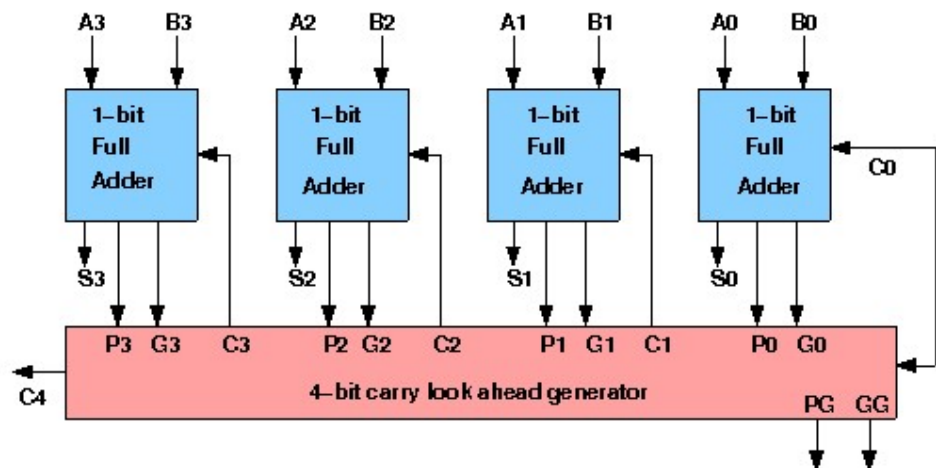 A3 B3 A2 B2 A1 B1 A0 B0
1-bit 1-bit 1-bit 1-bit
Full Full Full Full
Adder Adder Adder Adder
C0
S3 S2 S1 S0
P3 G3 C3 P2 G2 C2 P1 G1 C1 P0 G0
4-bit carry look ahead generator
C4
PG GG